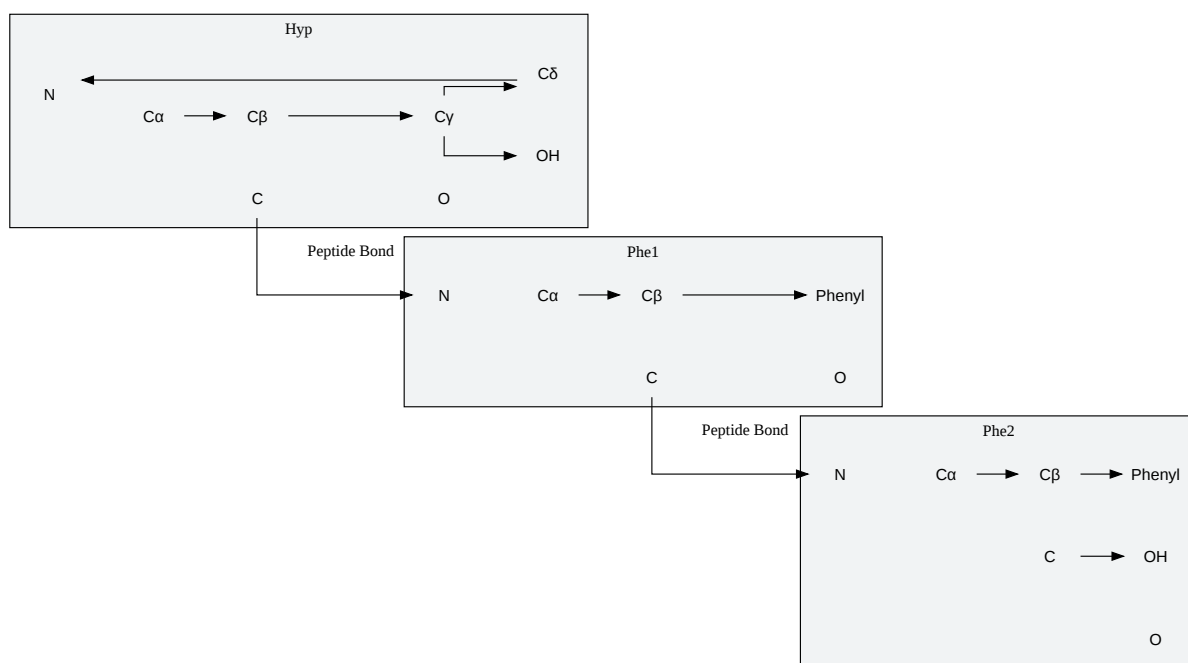 Hyp
Cδ
N
Cα Cβ Cγ
OH
C O
Peptide Bond
Phe1
N Cα Cβ Phenyl
C O
Peptide Bond
Phe2
N Cα Cβ Phenyl
C OH
O